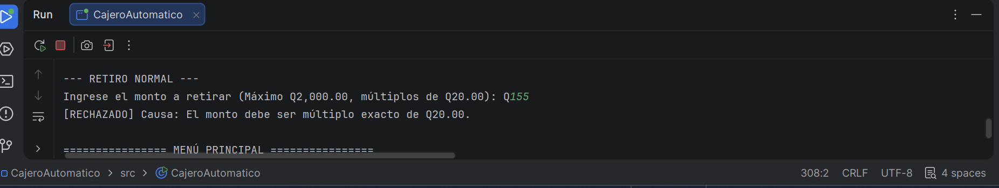 Run CajeroAutomatico
--- RETIRO NORMAL ---
Ingrese el monto a retirar (Máximo Q2,000.00, múltiplos de Q20.00): Q155
[RECHAZADO] Causa: El monto debe ser múltiplo exacto de Q20.00.
================ MENÚ PRINCIPAL ================
CajeroAutomatico > src > CajeroAutomatico 308:2 CRLF UTF-8 4 spaces